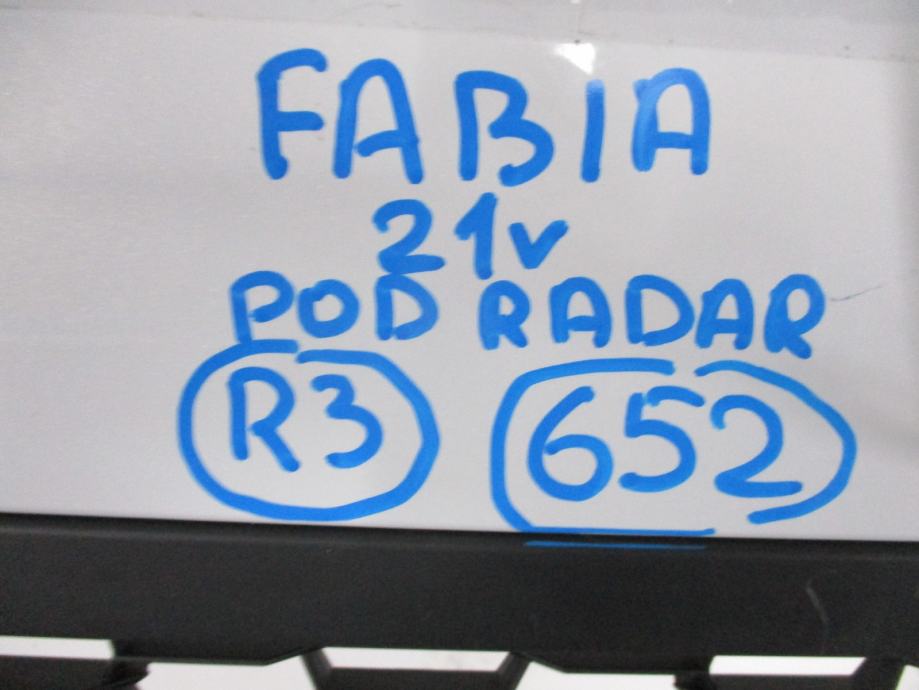 FABIA
21v
POD RADAR
R3 652